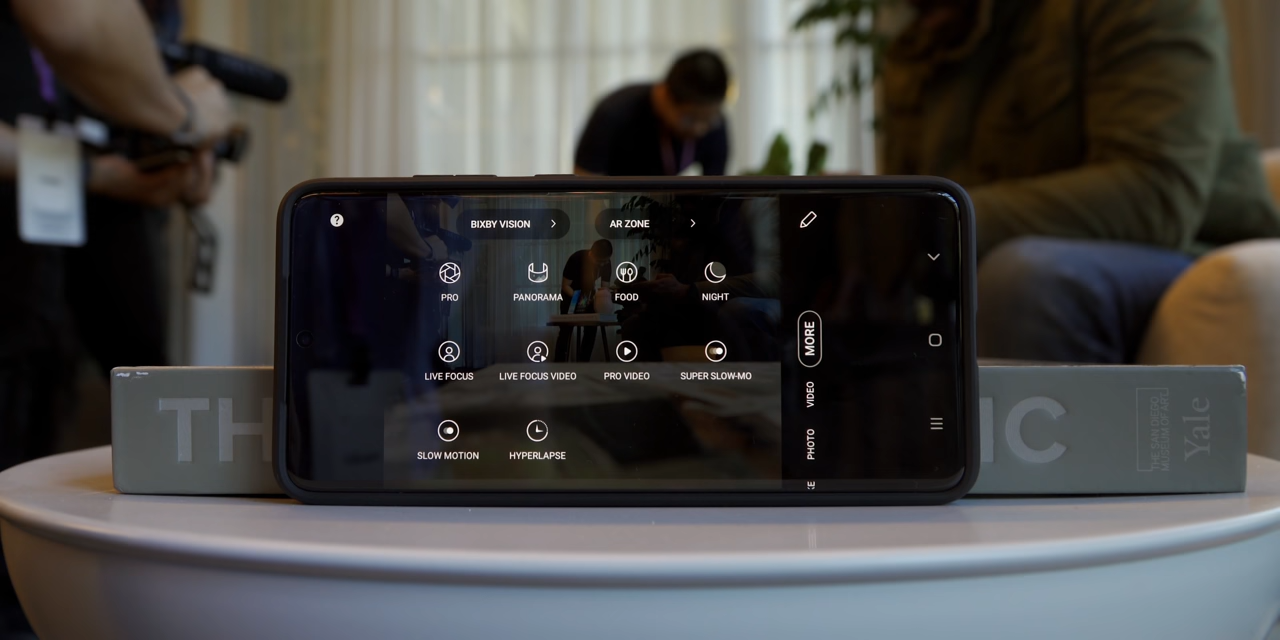 BIXBY VISION
AR ZONE
PRO
PANORAMA
FOOD
NIGHT
LIVE FOCUS
LIVE FOCUS VIDEO
PRO VIDEO
SUPER SLOW-MO
SLOW MOTION
HYPERLAPSE
MORE
VIDEO
PHOTO
KE
TH
IC
THE SAN DIEGO
MUSEUM OF ART
Yale